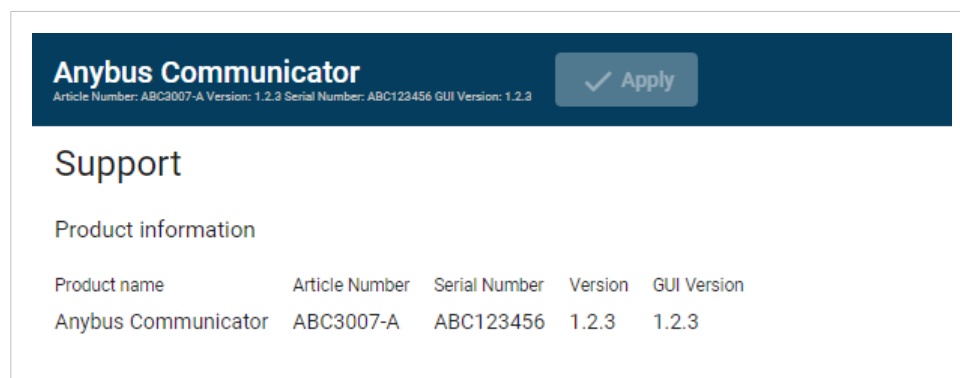 Anybus Communicator
Article Number: ABC3007-A Version: 1.2.3 Serial Number: ABC123456 GUI Version: 1.2.3
Apply
Support
Product information
Product name Article Number Serial Number Version GUI Version
Anybus Communicator ABC3007-A ABC123456 1.2.3 1.2.3